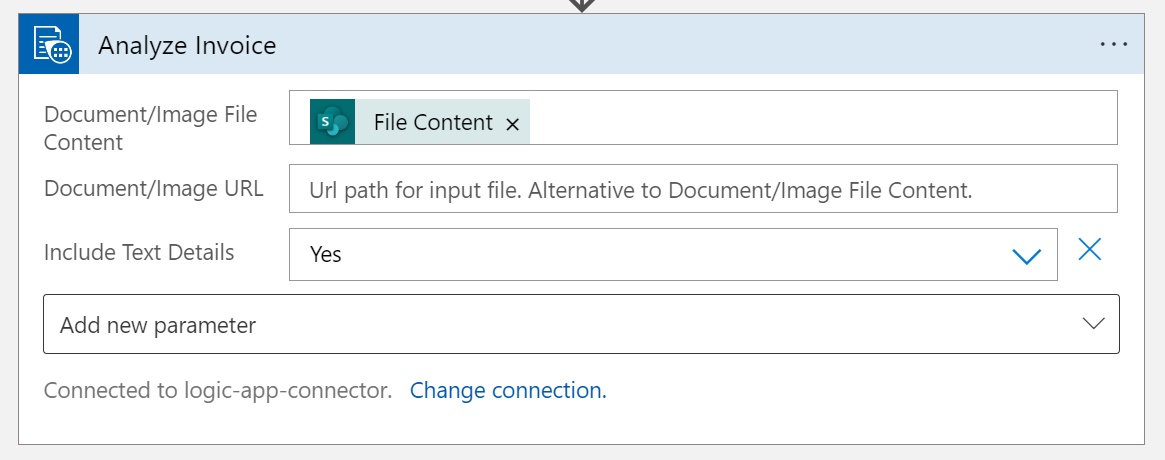 Analyze Invoice
Document/Image File
Content
S
File Content ×
Document/Image URL
Url path for input file. Alternative to Document/Image File Content.
Include Text Details
Yes
Add new parameter
Connected to logic-app-connector. Change connection.